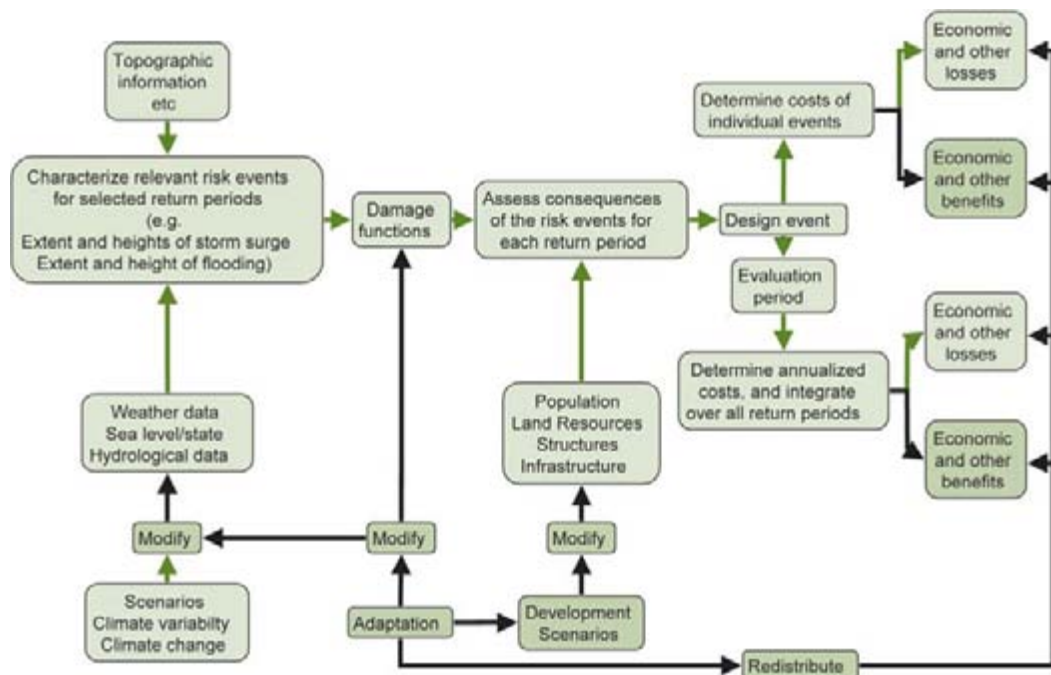 Topographic
information
etc
Characterize relevant risk events
for selected return periods
(e.g.
Extent and heights of storm surge
Extent and height of flooding)
Weather data
Sea level/state
Hydrological data
Modify
Scenarios
Climate variabilty
Climate change
Damage
functions
Modify
Adaptation
Assess consequences
of the risk events for
each return period
Population
Land Resources
Structures
Infrastructure
Modify
Development
Scenarios
Determine costs of
individual events
Design event
Evaluation
period
Determine annualized
costs, and integrate
over all return periods
Redistribute
Economic
and other
losses
Economic
and other
benefits
Economic
and other
losses
Economic
and other
benefits